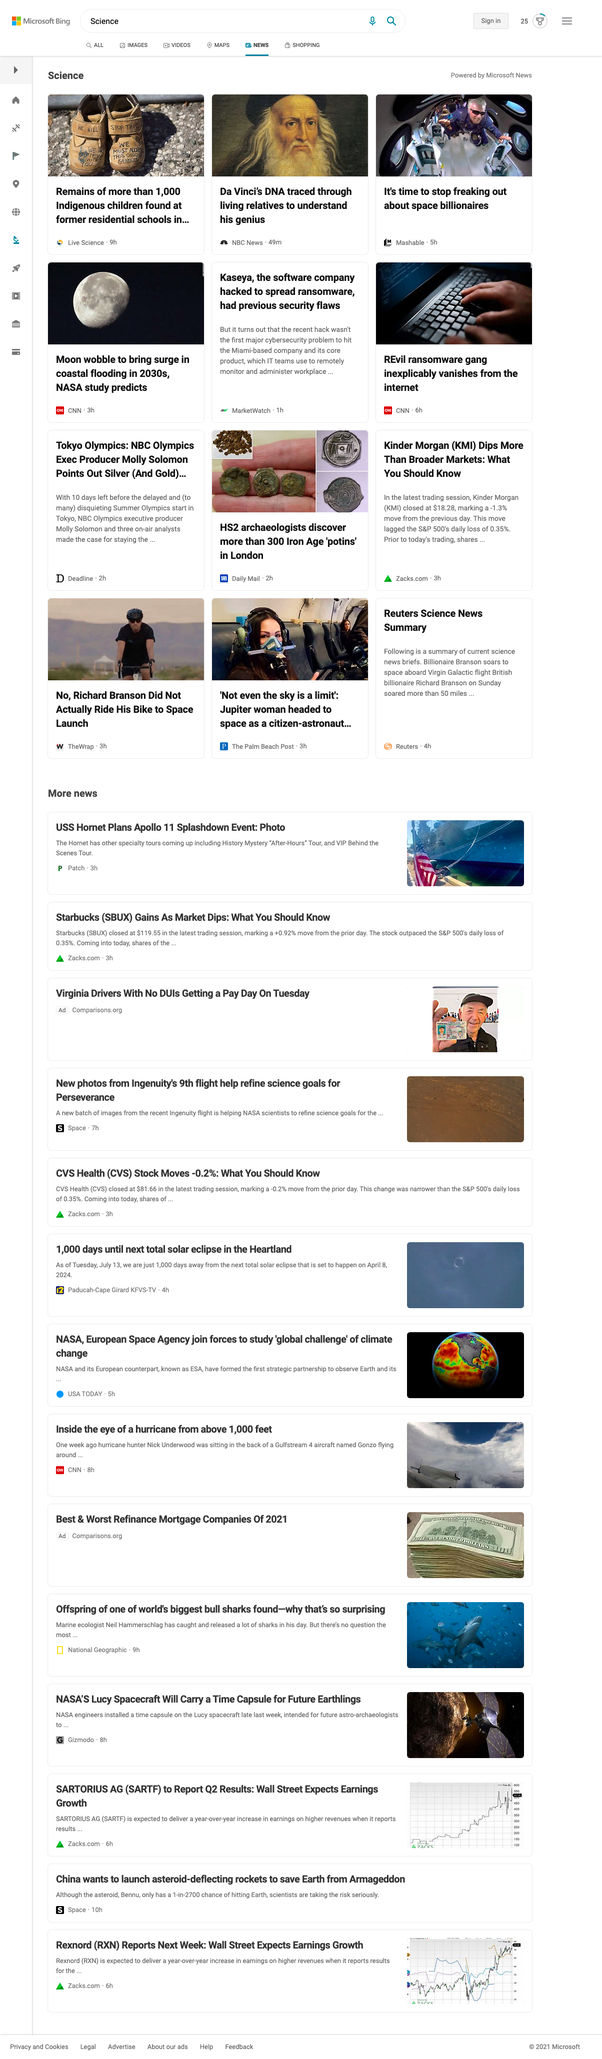 Microsoft Bing
Science
Sign in
25
ALL
IMAGES
VIDEOS
MAPS
NEWS
SHOPPING
Science
Powered by Microsoft News
Remains of more than 1,000
Indigenous children found at
former residential schools in...
Live Science · 9h
Da Vinci's DNA traced through
living relatives to understand
his genius
NBC News · 49m
It's time to stop freaking out
about space billionaires
Mashable · 5h
Moon wobble to bring surge in
coastal flooding in 2030s,
NASA study predicts
CNN · 3h
Kaseya, the software company
hacked to spread ransomware,
had previous security flaws
But it turns out that the recent hack wasn't
the first major cybersecurity problem to hit
the Miami-based company and its core
product, which IT teams use to remotely
monitor and administer workplace ...
MarketWatch · 1h
REvil ransomware gang
inexplicably vanishes from the
internet
CNN · 6h
Tokyo Olympics: NBC Olympics
Exec Producer Molly Solomon
Points Out Silver (And Gold)...
With 10 days left before the delayed and (to
many) disquieting Summer Olympics start in
Tokyo, NBC Olympics executive producer
Molly Solomon and three on-air analysts
made the case for staying the ...
Deadline · 2h
HS2 archaeologists discover
more than 300 Iron Age 'potins'
in London
Daily Mail · 2h
Kinder Morgan (KMI) Dips More
Than Broader Markets: What
You Should Know
In the latest trading session, Kinder Morgan
(KMI) closed at $18.28, marking a -1.3%
move from the previous day. This move
lagged the S&P 500's daily loss of 0.35%.
Prior to today's trading, shares ...
Zacks.com · 3h
No, Richard Branson Did Not
Actually Ride His Bike to Space
Launch
TheWrap · 3h
'Not even the sky is a limit':
Jupiter woman headed to
space as a citizen-astronaut...
The Palm Beach Post · 3h
Reuters Science News
Summary
Following is a summary of current science
news briefs. Billionaire Branson soars to
space aboard Virgin Galactic flight British
billionaire Richard Branson on Sunday
soared more than 50 miles ...
Reuters · 4h
More news
USS Hornet Plans Apollo 11 Splashdown Event: Photo
The Hornet has other specialty tours coming up including History Mystery "After-Hours" Tour, and VIP Behind the
Scenes Tour.
Patch · 3h
Starbucks (SBUX) Gains As Market Dips: What You Should Know
Starbucks (SBUX) closed at $119.55 in the latest trading session, marking a +0.92% move from the prior day. The stock outpaced the S&P 500's daily loss of
0.35%. Coming into today, shares of the ...
Zacks.com · 3h
Virginia Drivers With No DUIs Getting a Pay Day On Tuesday
Ad Comparisons.org
New photos from Ingenuity's 9th flight help refine science goals for
Perseverance
A new batch of images from the recent Ingenuity flight is helping NASA scientists to refine science goals for the ...
Space · 7h
CVS Health (CVS) Stock Moves -0.2%: What You Should Know
CVS Health (CVS) closed at $81.66 in the latest trading session, marking a -0.2% move from the prior day. This change was narrower than the S&P 500's daily loss
of 0.35%. Coming into today, shares of ...
Zacks.com · 3h
1,000 days until next total solar eclipse in the Heartland
As of Tuesday, July 13, we are just 1,000 days away from the next total solar eclipse that is set to happen on April 8,
2024.
Paducah-Cape Girard KFVS-TV · 4h
NASA, European Space Agency join forces to study 'global challenge' of climate
change
NASA and its European counterpart, known as ESA, have formed the first strategic partnership to observe Earth and its
...
USA TODAY · 5h
Inside the eye of a hurricane from above 1,000 feet
One week ago hurricane hunter Nick Underwood was sitting in the back of a Gulfstream 4 aircraft named Gonzo flying
around ...
CNN · 8h
Best & Worst Refinance Mortgage Companies Of 2021
Ad Comparisons.org
Offspring of one of world's biggest bull sharks found—why that's so surprising
Marine ecologist Neil Hammerschlag has caught and released a lot of sharks in his day. But there's no question the
most ...
National Geographic · 9h
NASA'S Lucy Spacecraft Will Carry a Time Capsule for Future Earthlings
NASA engineers installed a time capsule on the Lucy spacecraft late last week, intended for future astro-archaeologists
to ...
Gizmodo · 8h
SARTORIUS AG (SARTF) to Report Q2 Results: Wall Street Expects Earnings
Growth
SARTORIUS AG (SARTF) is expected to deliver a year-over-year increase in earnings on higher revenues when it reports
results ...
Zacks.com · 6h
China wants to launch asteroid-deflecting rockets to save Earth from Armageddon
Although the asteroid, Bennu, only has a 1-in-2700 chance of hitting Earth, scientists are taking the risk seriously.
Space · 10h
Rexnord (RXN) Reports Next Week: Wall Street Expects Earnings Growth
Rexnord (RXN) is expected to deliver a year-over-year increase in earnings on higher revenues when it reports results
for the ...
Zacks.com · 6h
Privacy and Cookies
Legal
Advertise
About our ads
Help
Feedback
© 2021 Microsoft